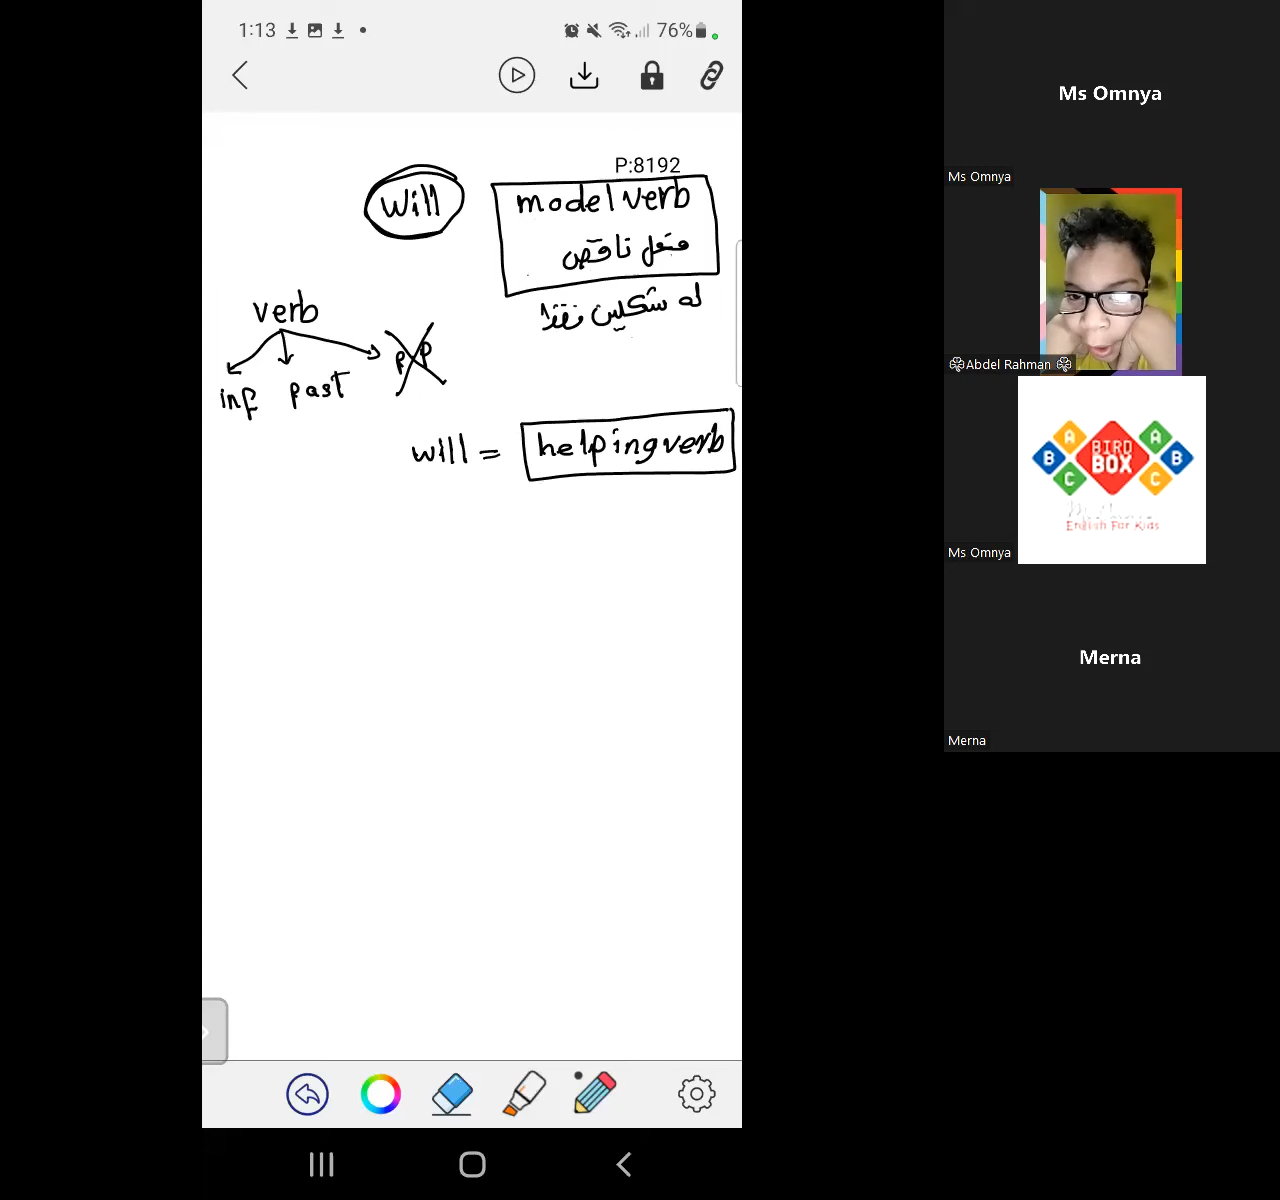 1:13
76%
P:8192
will
model verb
فعل ناقص
له شكلين فقط
verb
inf past pp
will = helping verb
Ms Omnya
Ms Omnya
Abdel Rahman
A A
B BIRD B
BOX
C C
English For Kids
Ms Omnya
Merna
Merna